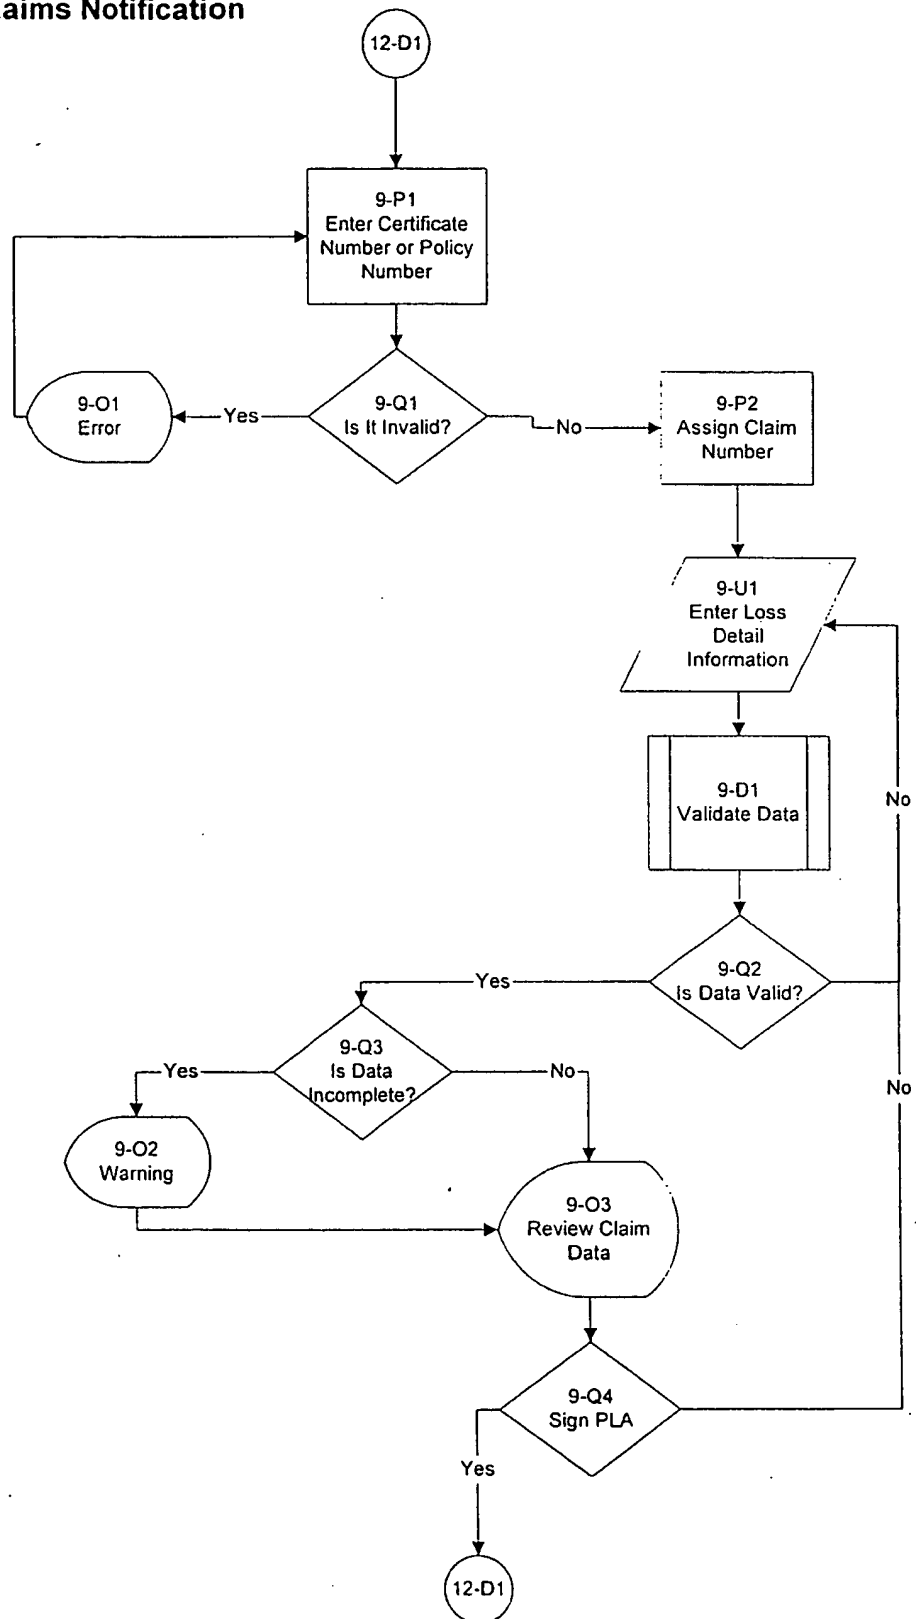 aims Notification
12-D1
9-P1
Enter Certificate
Number or Policy
Number
9-O1
Error
Yes
9-Q1
Is It Invalid?
No
9-P2
Assign Claim
Number
9-U1
Enter Loss
Detail
Information
9-D1
Validate Data
No
9-Q2
Is Data Valid?
Yes
9-Q3
Is Data
Incomplete?
Yes
No
No
9-O2
Warning
9-O3
Review Claim
Data
9-Q4
Sign PLA
Yes
12-D1